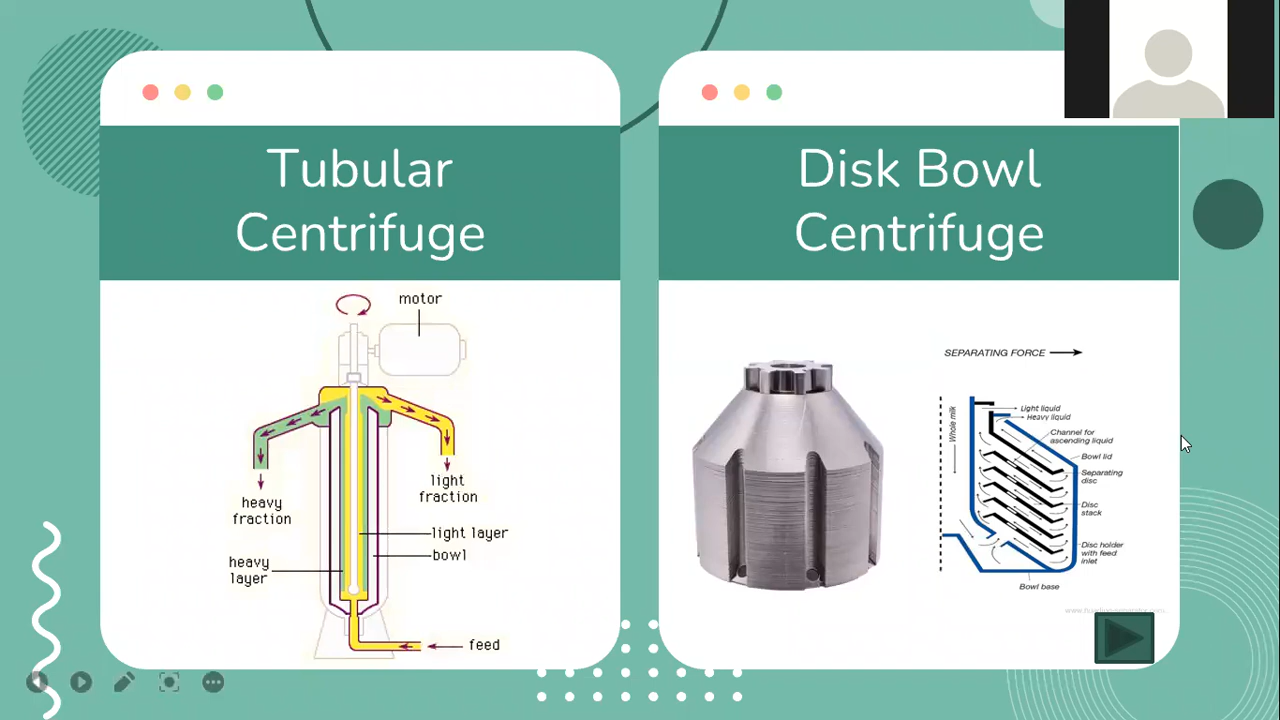 Tubular
Centrifuge
motor
heavy
fraction
light
fraction
light layer
bowl
heavy
layer
feed
Disk Bowl
Centrifuge
SEPARATING FORCE
Whole milk
Light liquid
Heavy liquid
Channel for
ascending liquid
Bowl lid
Separating
disc
Disc
stack
Disc holder
with feed
inlet
Bowl base